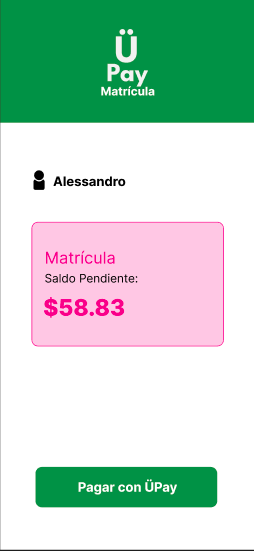 Ü
Pay
Matrícula
Alessandro
Matrícula
Saldo Pendiente:
$58.83
Pagar con ÜPay